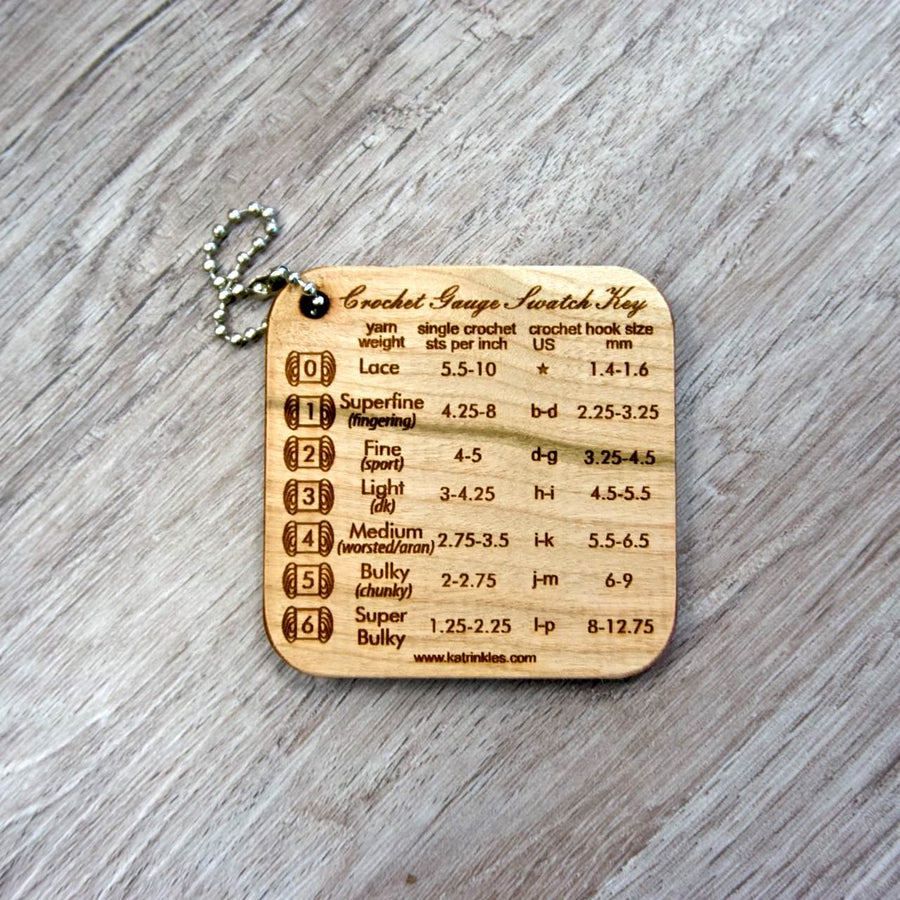 Crochet Gauge Swatch Key
yarn weight single crochet sts per inch crochet hook size US mm
0 Lace 5.5-10 ★ 1.4-1.6
1 Superfine (fingering) 4.25-8 b-d 2.25-3.25
2 Fine (sport) 4-5 d-g 3.25-4.5
3 Light (dk) 3-4.25 h-i 4.5-5.5
4 Medium (worsted/aran) 2.75-3.5 i-k 5.5-6.5
5 Bulky (chunky) 2-2.75 j-m 6-9
6 Super Bulky 1.25-2.25 l-p 8-12.75
www.katrinkles.com